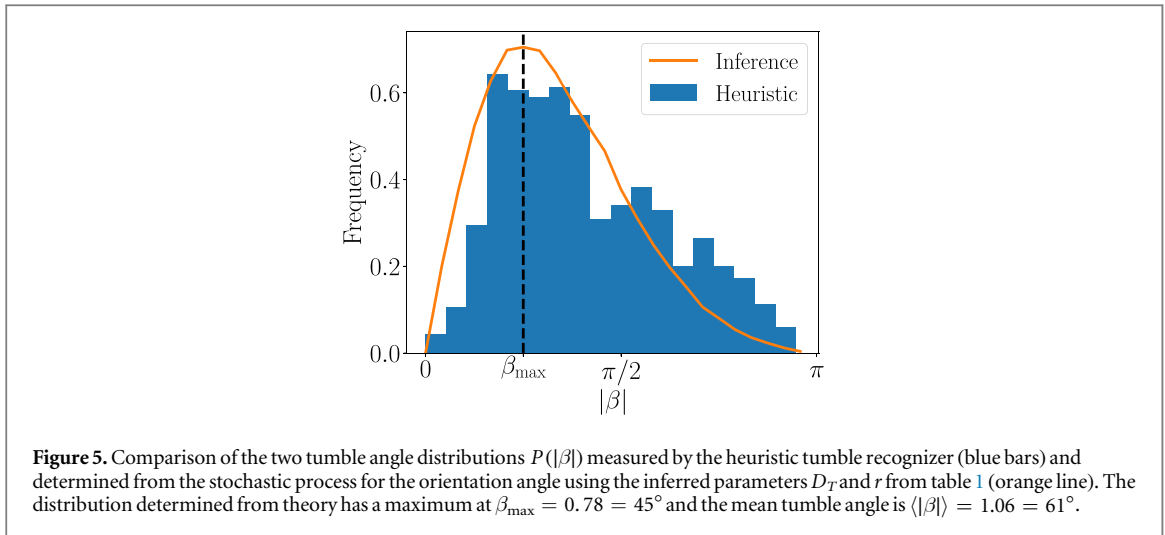 Inference
Heuristic
Frequency
0.6
0.4
0.2
0.0
0 βmax π/2 π
|β|
Figure 5. Comparison of the two tumble angle distributions P(|β|) measured by the heuristic tumble recognizer (blue bars) and
determined from the stochastic process for the orientation angle using the inferred parameters D_T and r from table 1 (orange line). The
distribution determined from theory has a maximum at β_max = 0.78 = 45° and the mean tumble angle is ⟨|β|⟩ = 1.06 = 61°.